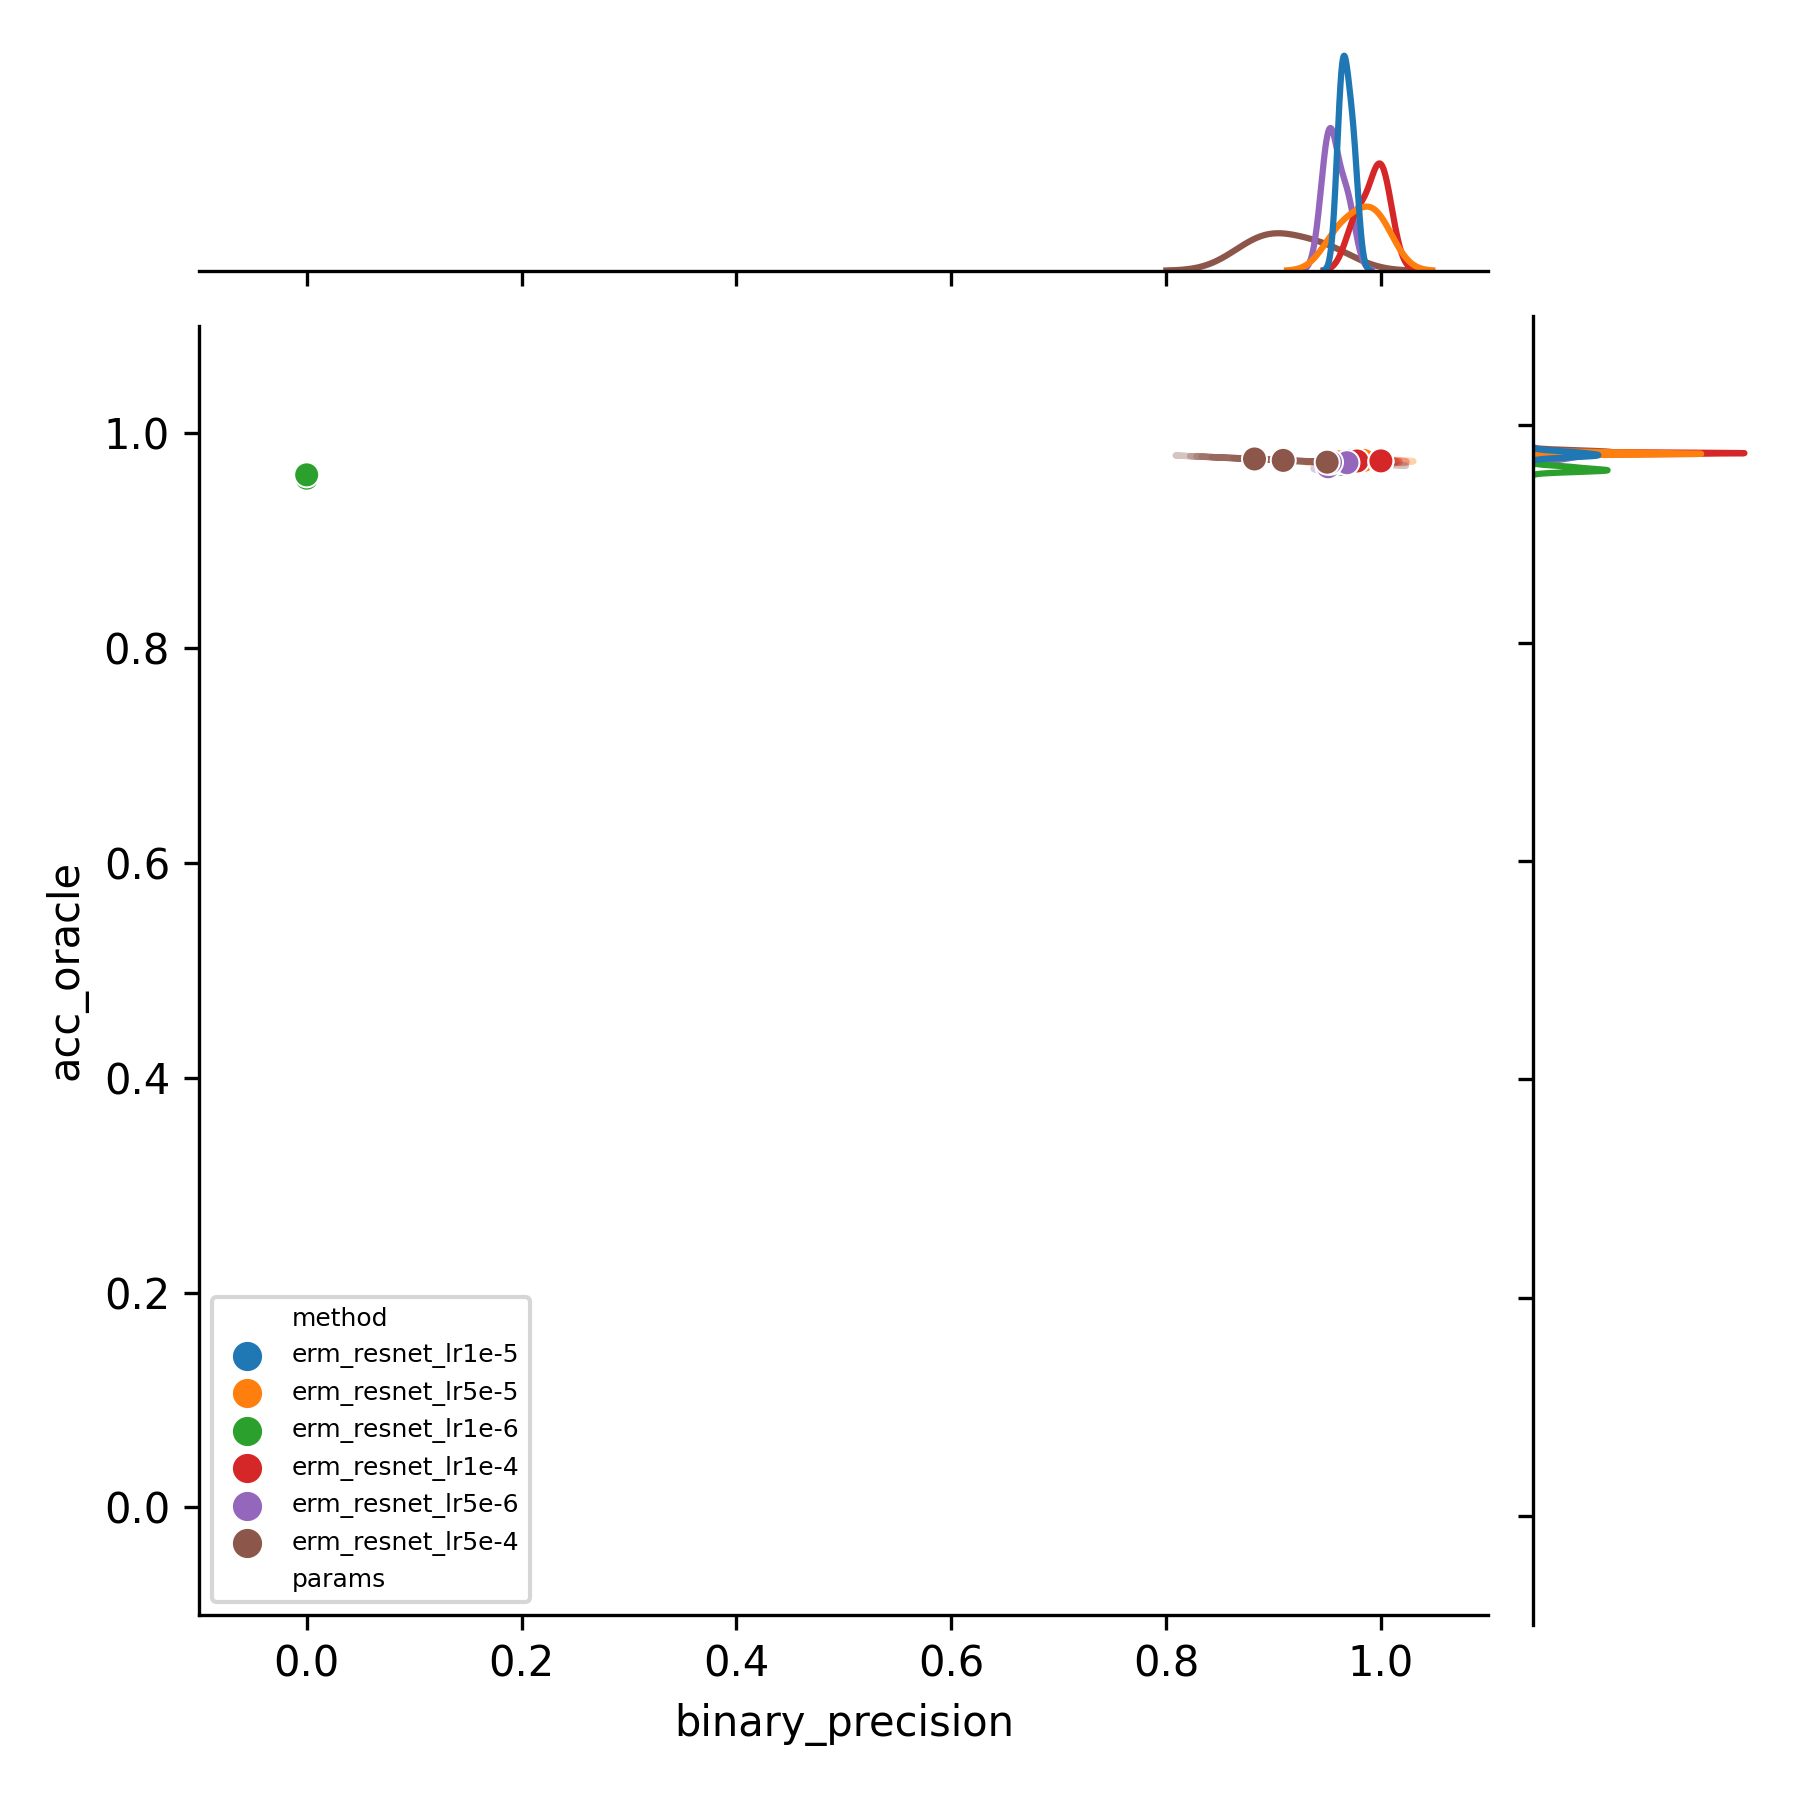 1.0
0.8
0.6
0.4
0.2
0.0
acc_oracle
method
erm_resnet_lr1e-5
erm_resnet_lr5e-5
erm_resnet_lr1e-6
erm_resnet_lr1e-4
erm_resnet_lr5e-6
erm_resnet_lr5e-4
params
0.0 0.2 0.4 0.6 0.8 1.0
binary_precision